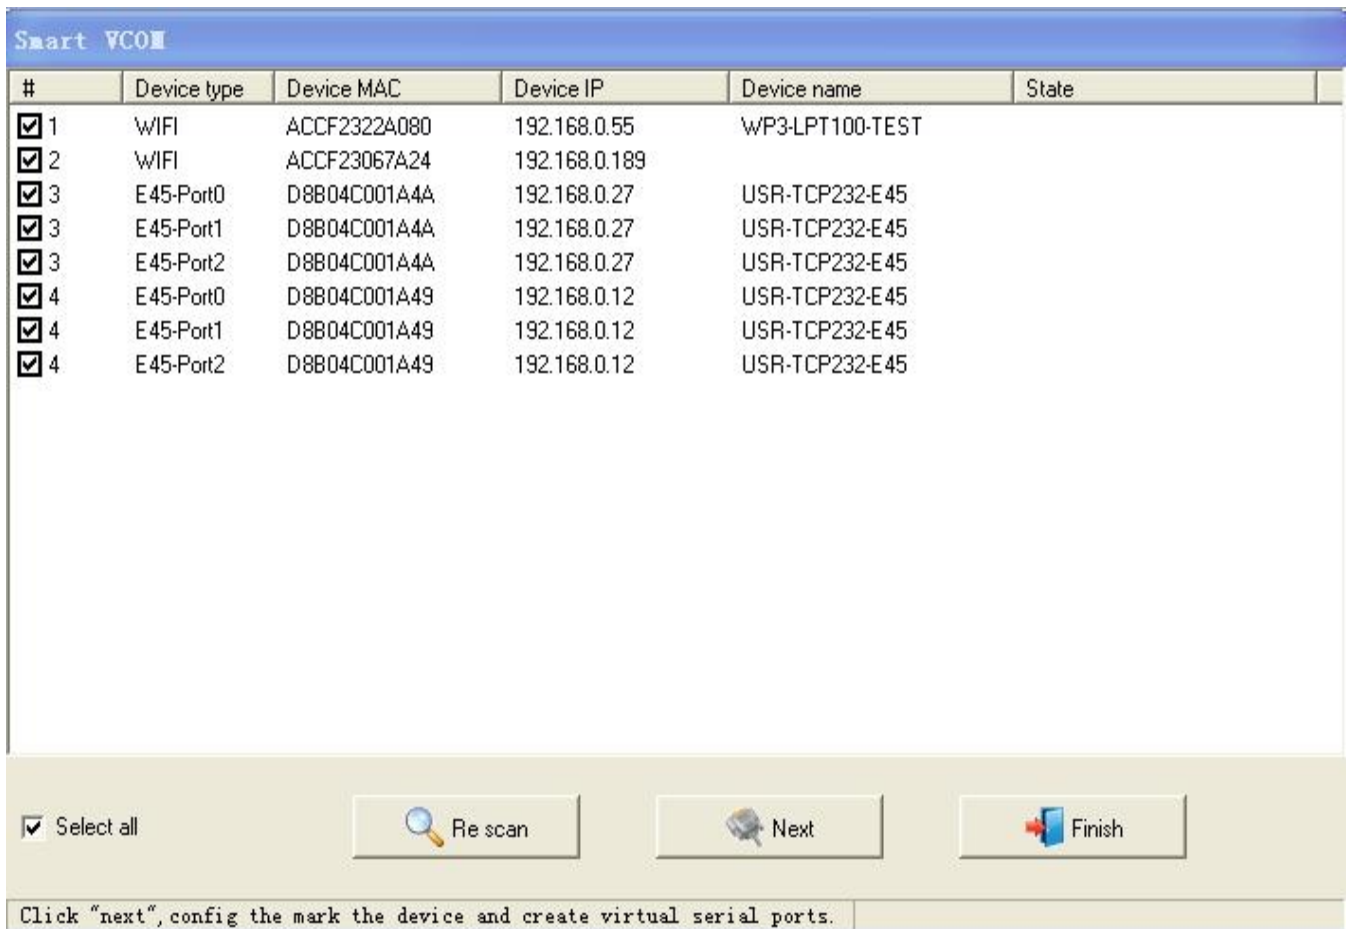 Smart VCOM
# Device type Device MAC Device IP Device name State
1 WIFI ACCF2322A080 192.168.0.55 WP3-LPT100-TEST
2 WIFI ACCF23067A24 192.168.0.189
3 E45-Port0 D8B04C001A4A 192.168.0.27 USR-TCP232-E45
3 E45-Port1 D8B04C001A4A 192.168.0.27 USR-TCP232-E45
3 E45-Port2 D8B04C001A4A 192.168.0.27 USR-TCP232-E45
4 E45-Port0 D8B04C001A49 192.168.0.12 USR-TCP232-E45
4 E45-Port1 D8B04C001A49 192.168.0.12 USR-TCP232-E45
4 E45-Port2 D8B04C001A49 192.168.0.12 USR-TCP232-E45
Select all Re scan Next Finish
Click "next",config the mark the device and create virtual serial ports.